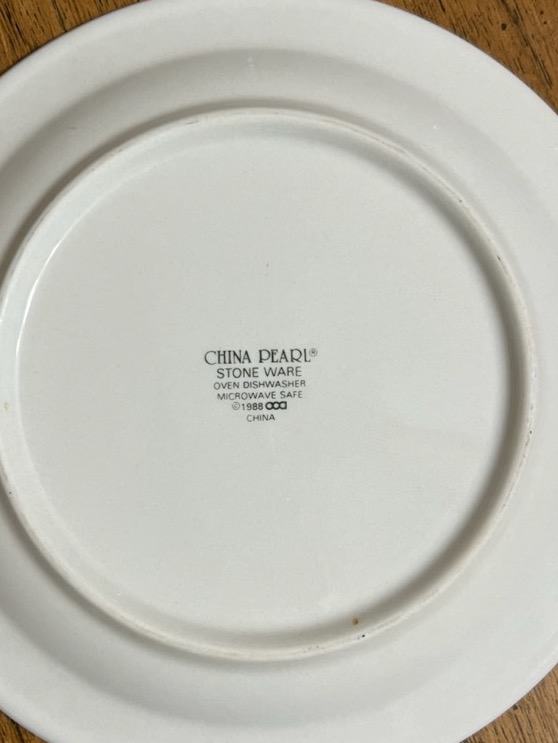 CHINA PEARL®
STONE WARE
OVEN DISHWASHER
MICROWAVE SAFE
©1988
CHINA